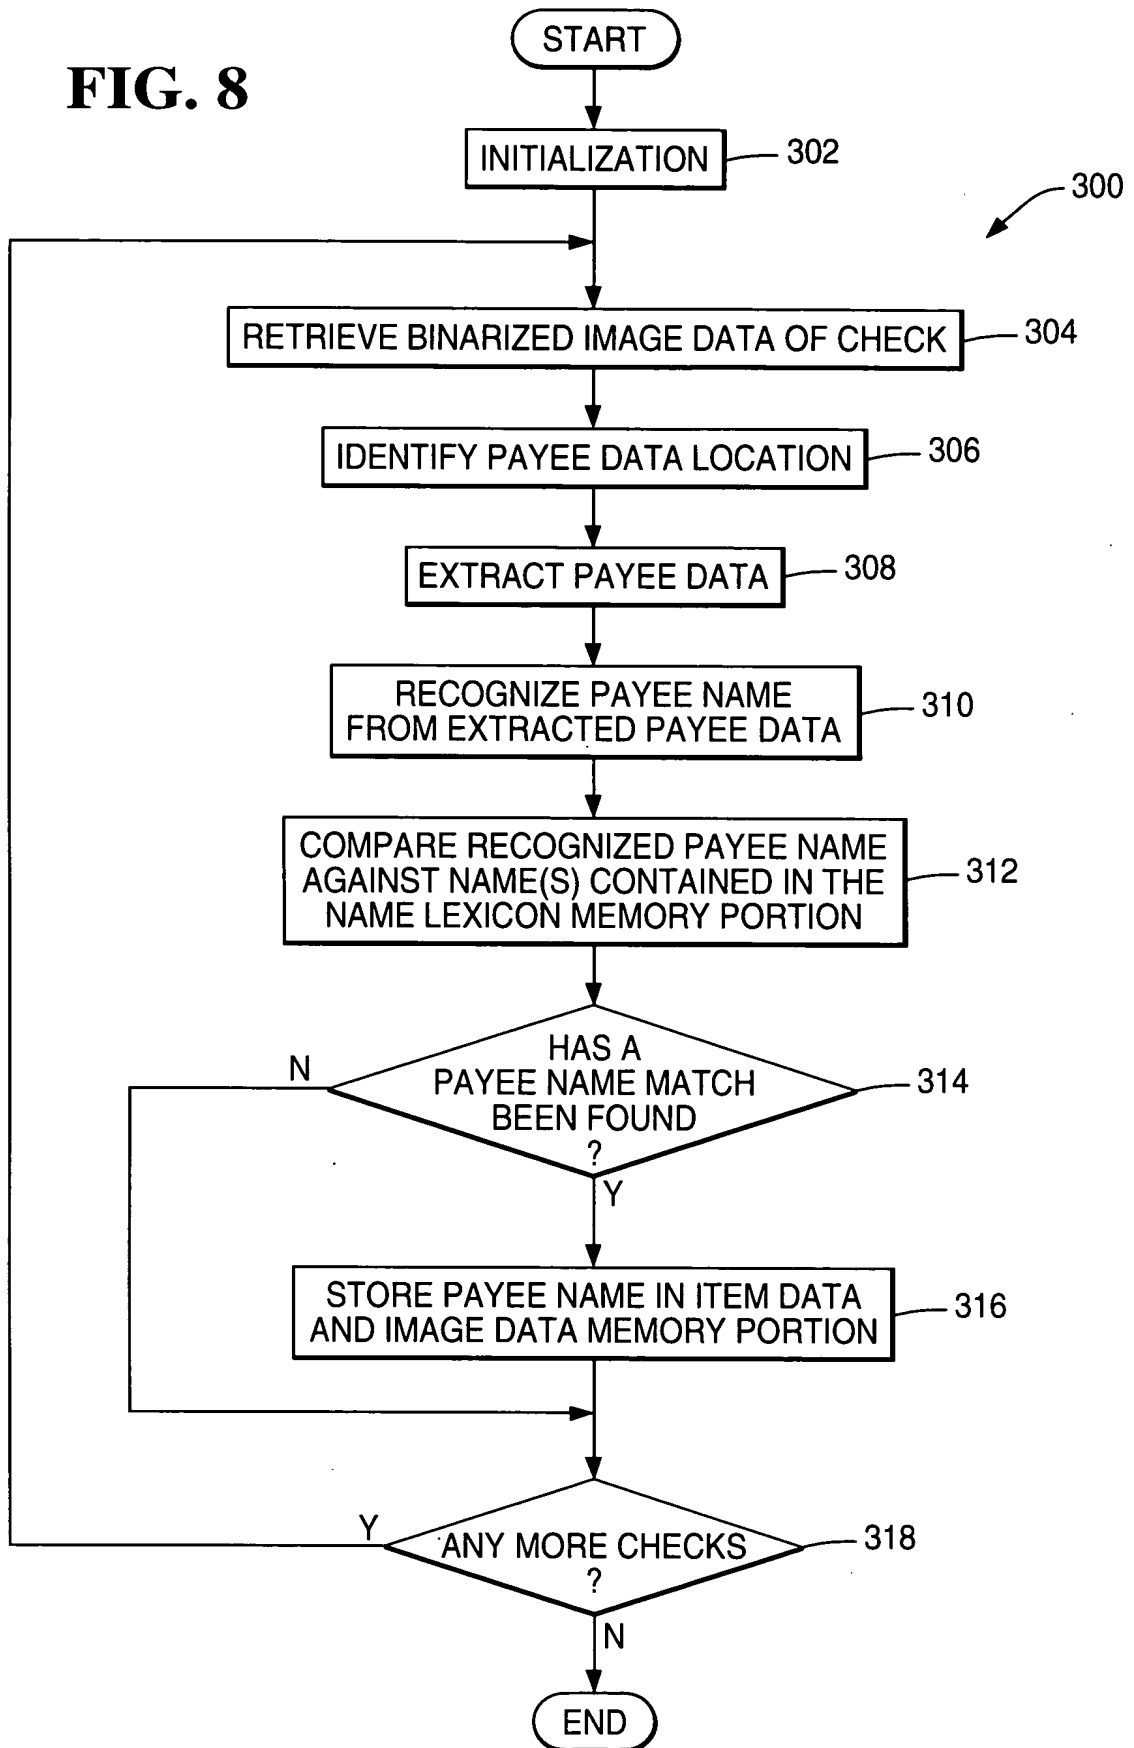 FIG. 8
START
INITIALIZATION
302
300
RETRIEVE BINARIZED IMAGE DATA OF CHECK
304
IDENTIFY PAYEE DATA LOCATION
306
EXTRACT PAYEE DATA
308
RECOGNIZE PAYEE NAME
FROM EXTRACTED PAYEE DATA
310
COMPARE RECOGNIZED PAYEE NAME
AGAINST NAME(S) CONTAINED IN THE
NAME LEXICON MEMORY PORTION
312
HAS A
PAYEE NAME MATCH
BEEN FOUND
?
314
N
Y
STORE PAYEE NAME IN ITEM DATA
AND IMAGE DATA MEMORY PORTION
316
ANY MORE CHECKS
?
318
Y
N
END